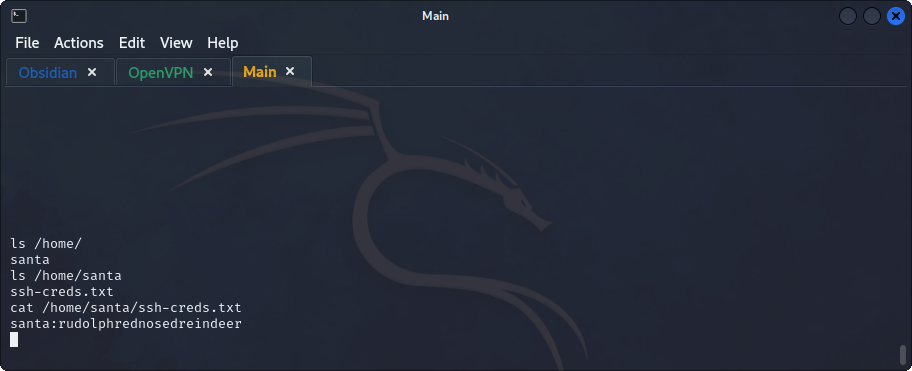 Main
File Actions Edit View Help
Obsidian × OpenVPN × Main ×
ls /home/
santa
ls /home/santa
ssh-creds.txt
cat /home/santa/ssh-creds.txt
santa:rudolphrednosedreindeer